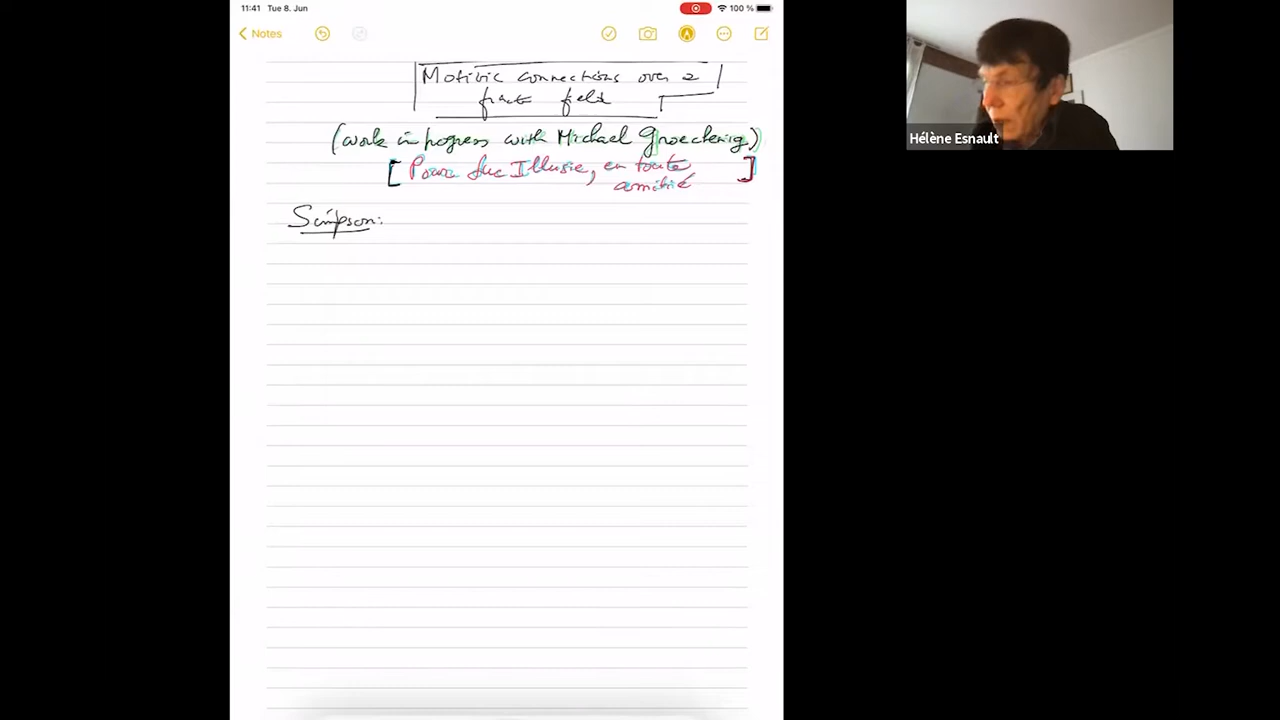 11:41 Tue 8. Jun
100 %
Notes
Motivic connections over a
finite field
(work in progress with Michael Groechenig)
[Pour Luc Illusie, en toute
amitié]
Simpson:
Hélène Esnault